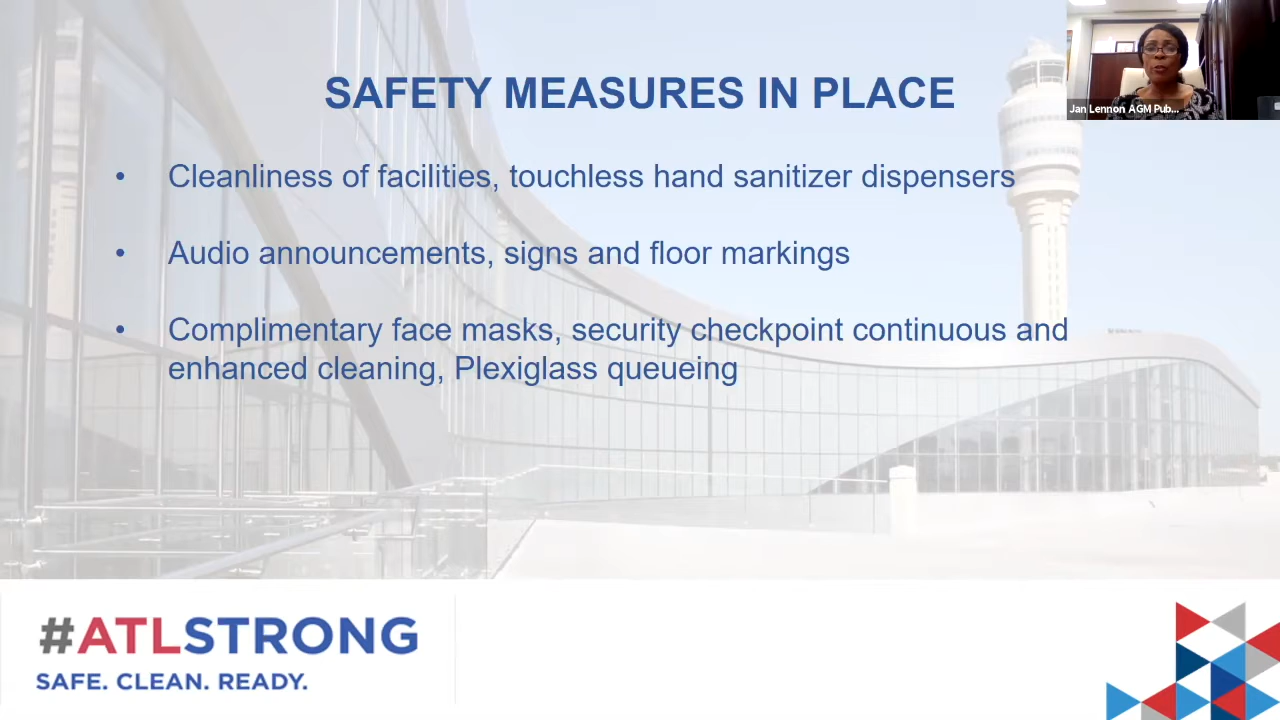 SAFETY MEASURES IN PLACE
Jan Lennon AGM Pub...
• Cleanliness of facilities, touchless hand sanitizer dispensers
• Audio announcements, signs and floor markings
• Complimentary face masks, security checkpoint continuous and
enhanced cleaning, Plexiglass queueing
#ATLSTRONG
SAFE. CLEAN. READY.